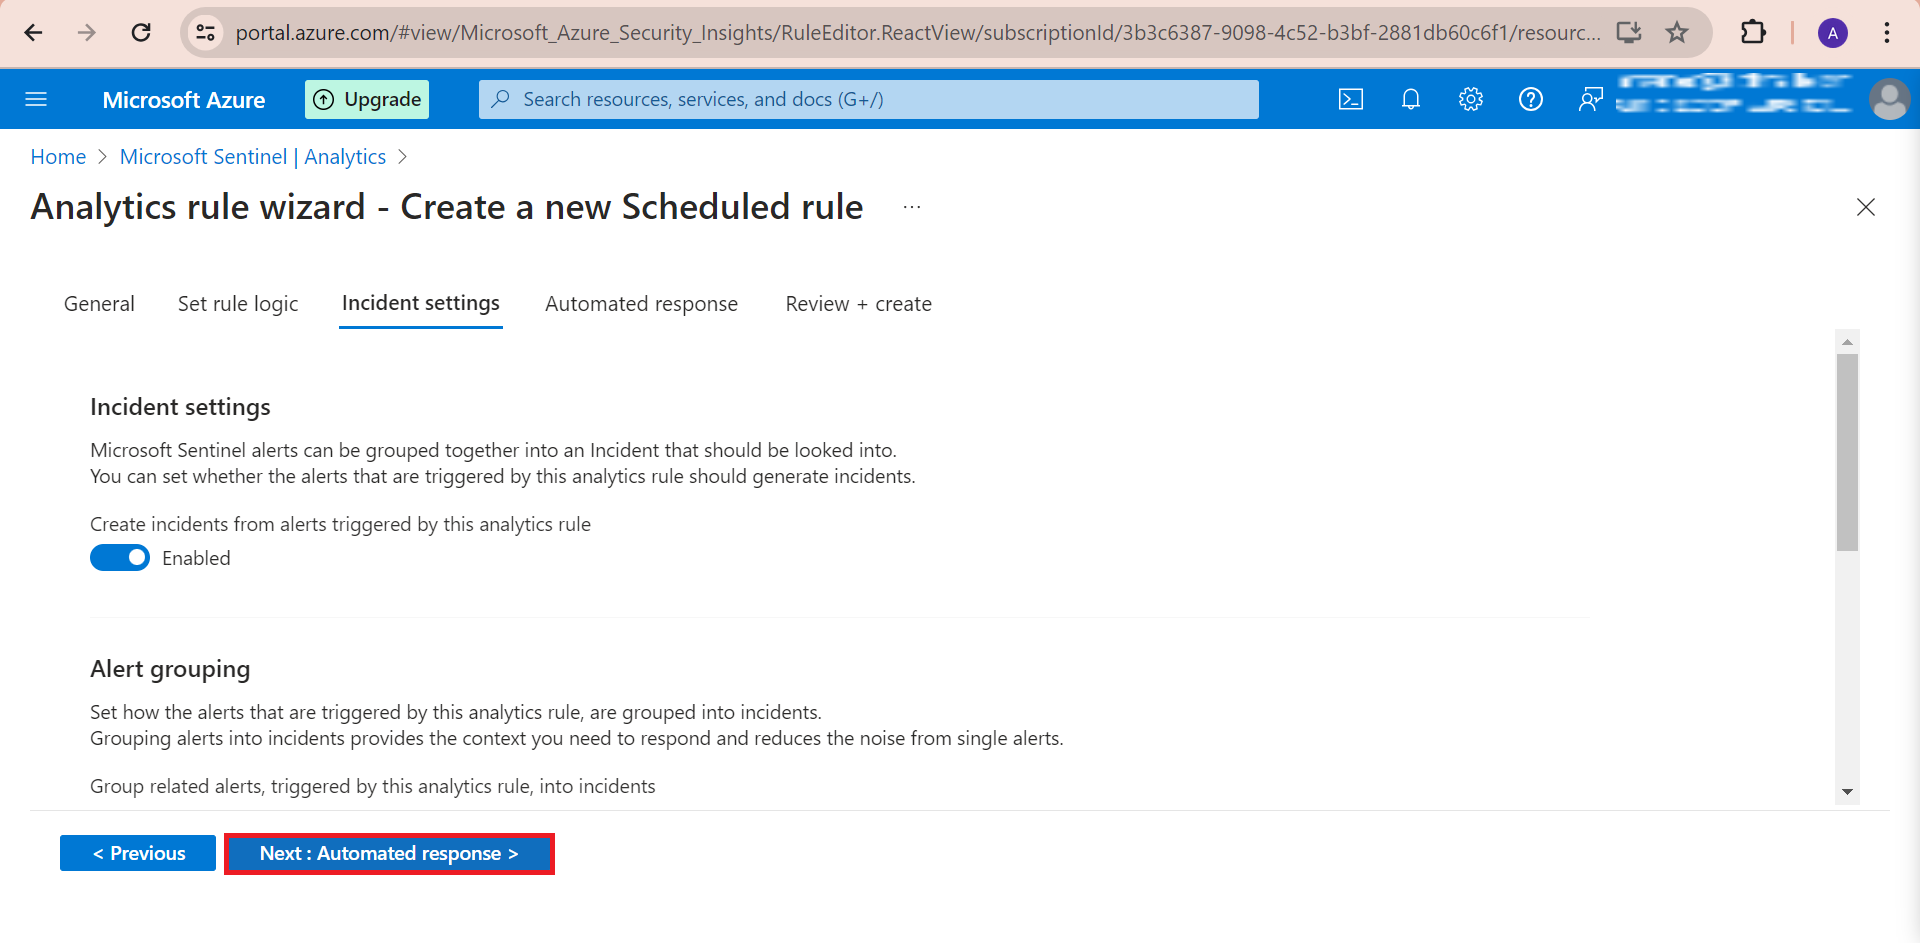 portal.azure.com/#view/Microsoft_Azure_Security_Insights/RuleEditor.ReactView/subscriptionId/3b3c6387-9098-4c52-b3bf-2881db60c6f1/resourc...
A
Microsoft Azure
Upgrade
Search resources, services, and docs (G+/)
Home > Microsoft Sentinel | Analytics >
Analytics rule wizard - Create a new Scheduled rule ...
General
Set rule logic
Incident settings
Automated response
Review + create
Incident settings
Microsoft Sentinel alerts can be grouped together into an Incident that should be looked into.
You can set whether the alerts that are triggered by this analytics rule should generate incidents.
Create incidents from alerts triggered by this analytics rule
Enabled
Alert grouping
Set how the alerts that are triggered by this analytics rule, are grouped into incidents.
Grouping alerts into incidents provides the context you need to respond and reduces the noise from single alerts.
Group related alerts, triggered by this analytics rule, into incidents
< Previous
Next : Automated response >